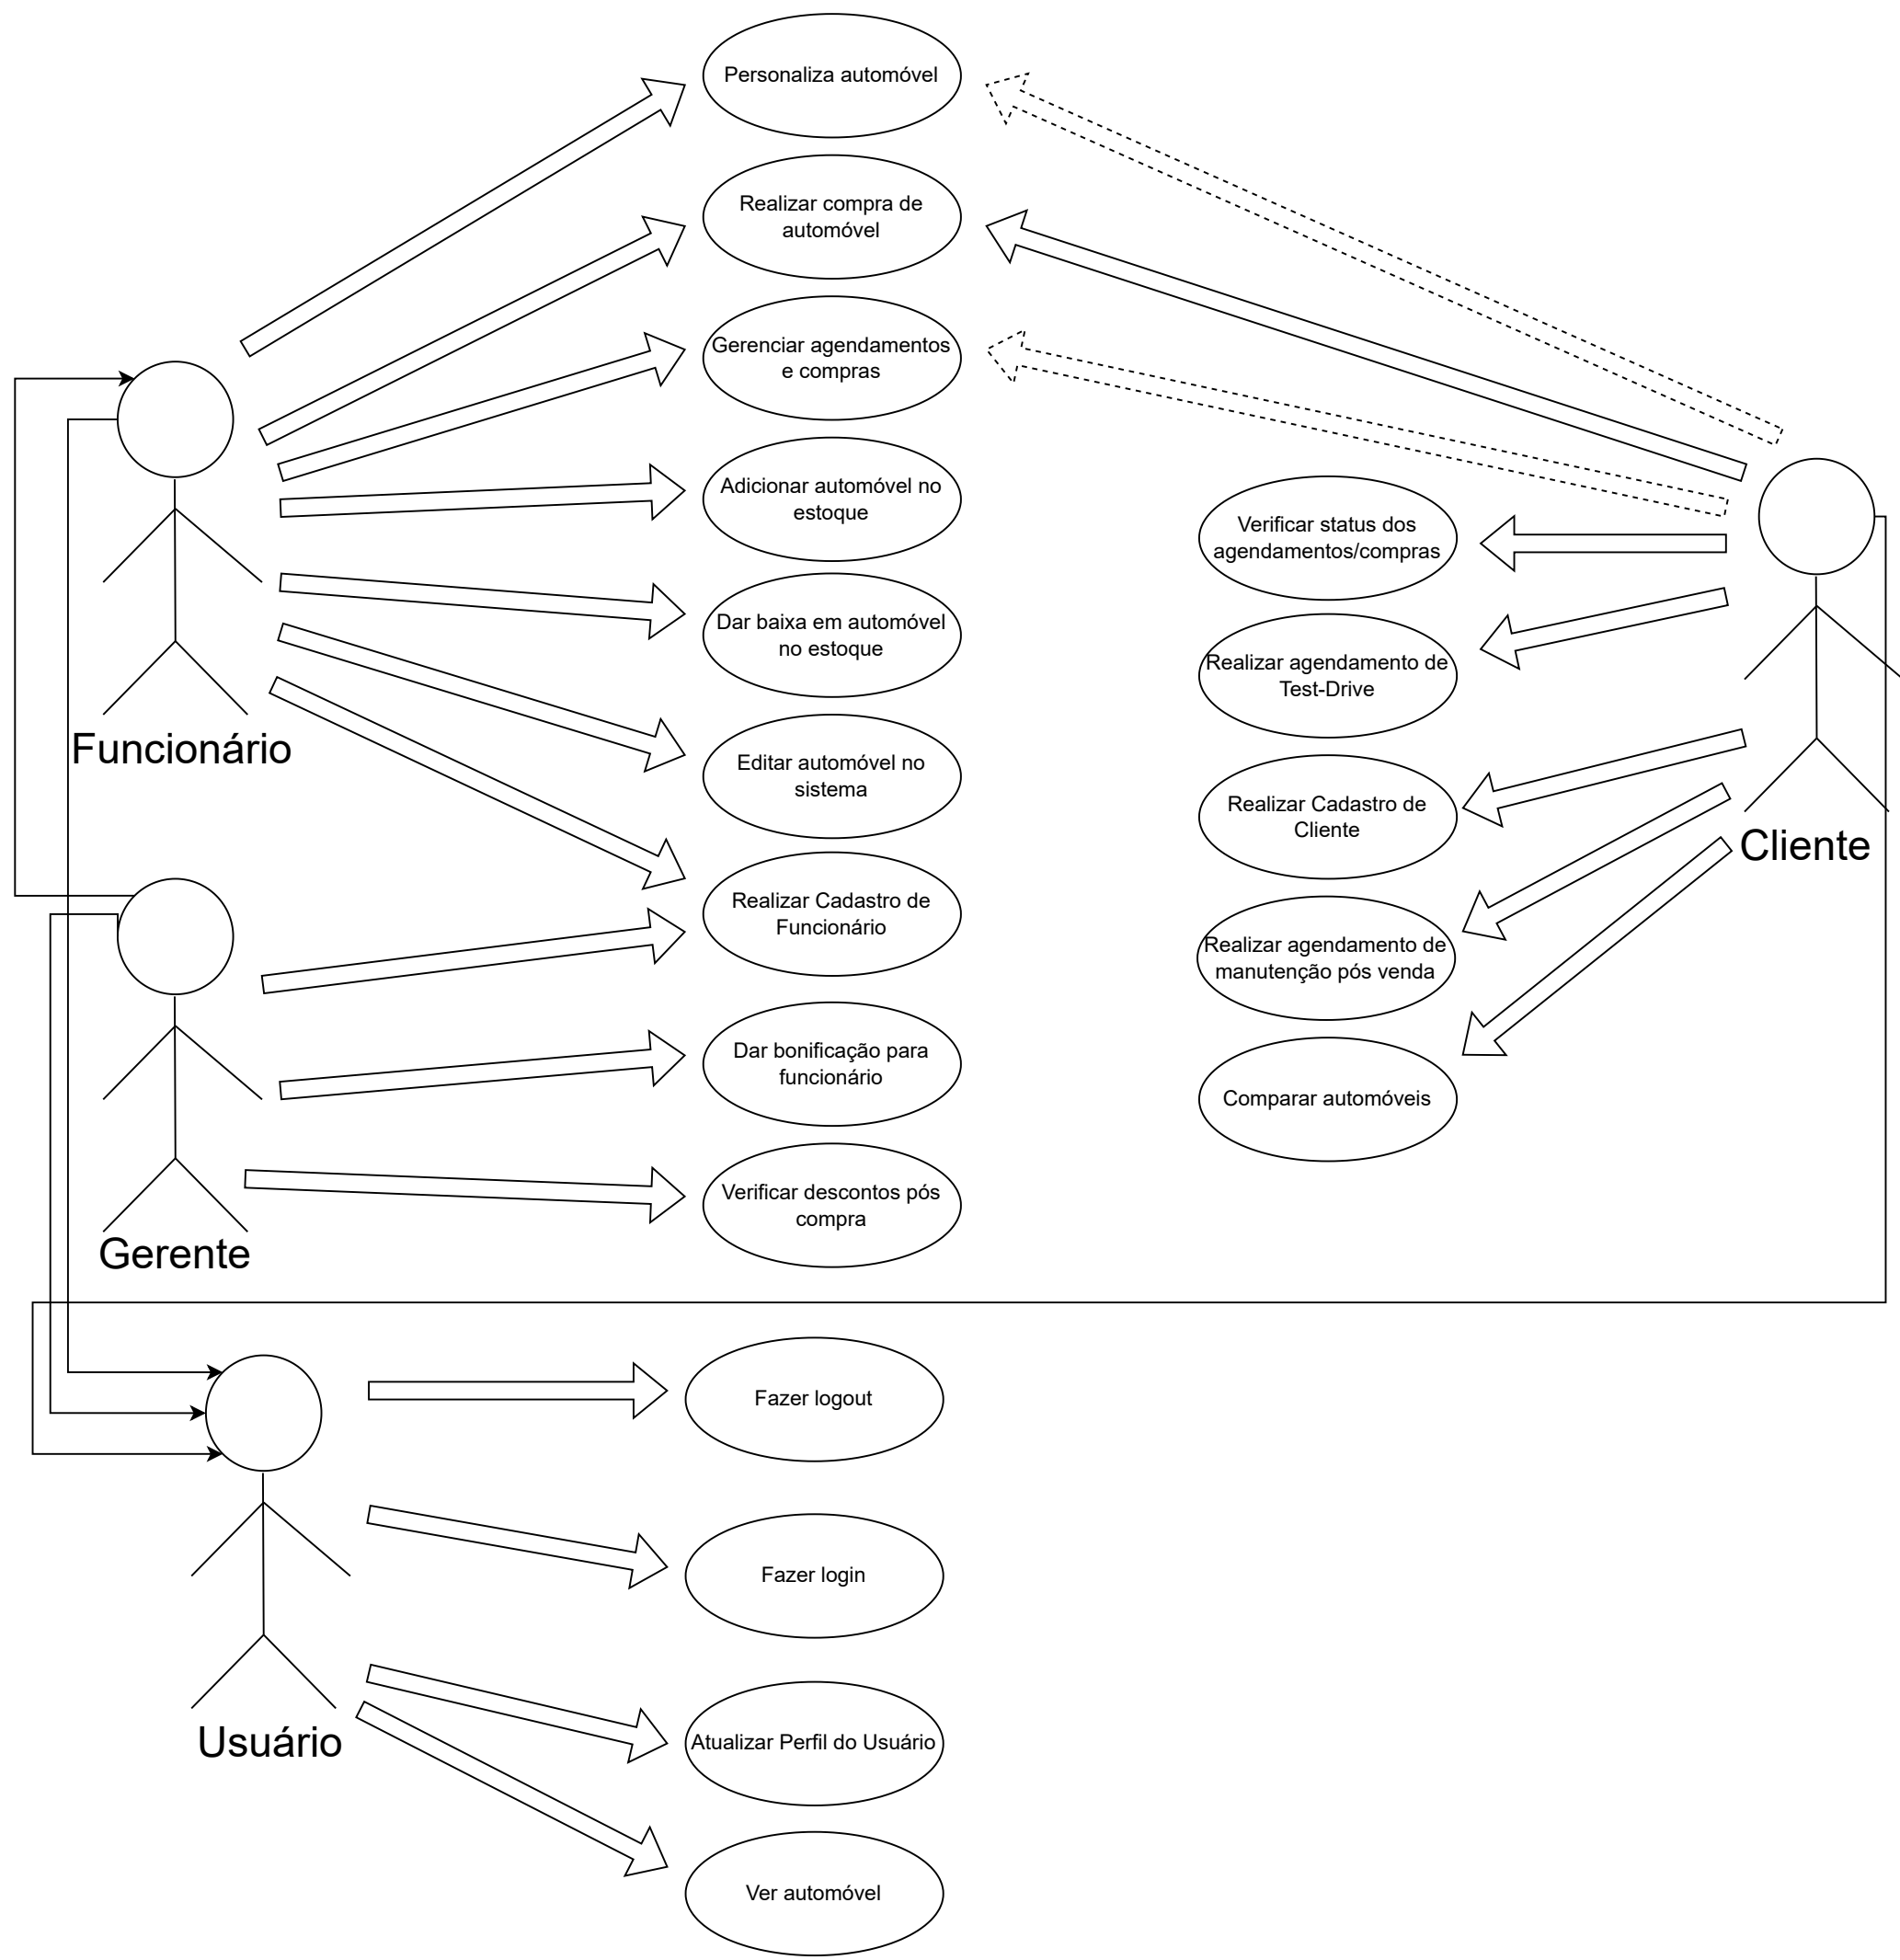 Personaliza automóvel
Realizar compra de
automóvel
Gerenciar agendamentos
e compras
Adicionar automóvel no
estoque
Dar baixa em automóvel
no estoque
Editar automóvel no
sistema
Realizar Cadastro de
Funcionário
Dar bonificação para
funcionário
Verificar descontos pós
compra
Funcionário
Gerente
Verificar status dos
agendamentos/compras
Realizar agendamento de
Test-Drive
Realizar Cadastro de
Cliente
Realizar agendamento de
manutenção pós venda
Comparar automóveis
Cliente
Fazer logout
Fazer login
Atualizar Perfil do Usuário
Ver automóvel
Usuário